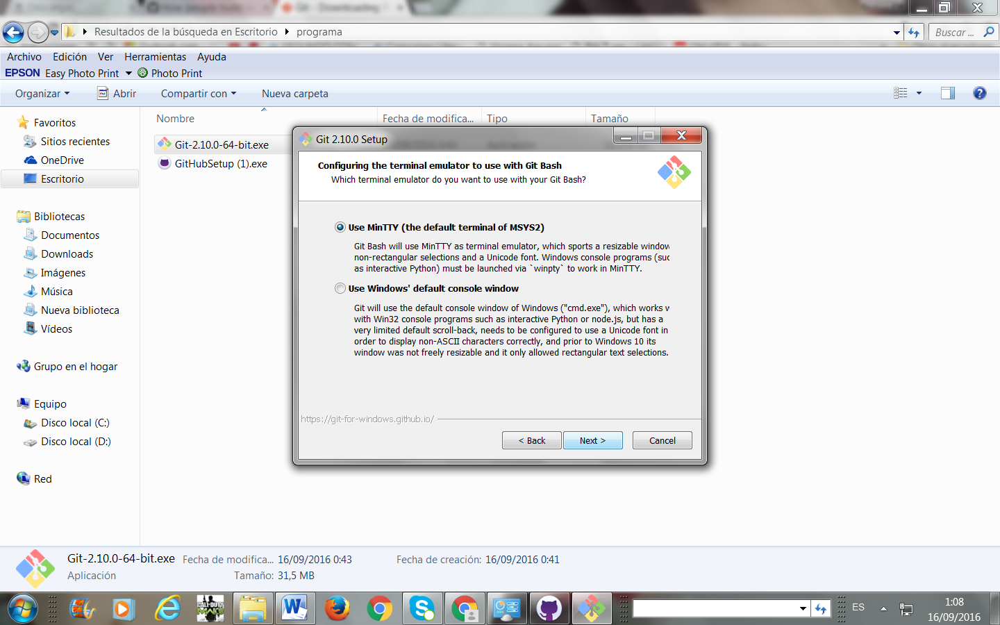 Git - Downloading
Resultados de la búsqueda en Escritorio
programa
Buscar ...
Archivo Edición Ver Herramientas Ayuda
EPSON Easy Photo Print Photo Print
Organizar Abrir Compartir con Nueva carpeta
Nombre Fecha de modifica... Tipo Tamaño
Favoritos
Sitios recientes
OneDrive
Escritorio
Bibliotecas
Documentos
Downloads
Imágenes
Música
Nueva biblioteca
Vídeos
Grupo en el hogar
Equipo
Disco local (C:)
Disco local (D:)
Red
Git-2.10.0-64-bit.exe
GitHubSetup (1).exe
Git 2.10.0 Setup
Configuring the terminal emulator to use with Git Bash
Which terminal emulator do you want to use with your Git Bash?
Use MinTTY (the default terminal of MSYS2)
Git Bash will use MinTTY as terminal emulator, which sports a resizable window
non-rectangular selections and a Unicode font. Windows console programs (suc
as interactive Python) must be launched via `winpty` to work in MinTTY.
Use Windows' default console window
Git will use the default console window of Windows ("cmd.exe"), which works w
with Win32 console programs such as interactive Python or node.js, but has a
very limited default scroll-back, needs to be configured to use a Unicode font in
order to display non-ASCII characters correctly, and prior to Windows 10 its
window was not freely resizable and it only allowed rectangular text selections.
https://git-for-windows.github.io/
< Back Next > Cancel
Git-2.10.0-64-bit.exe Fecha de modifica... 16/09/2016 0:43 Fecha de creación: 16/09/2016 0:41
Aplicación Tamaño: 31,5 MB
CALL OF DUTY
MW3
ES
1:08
16/09/2016